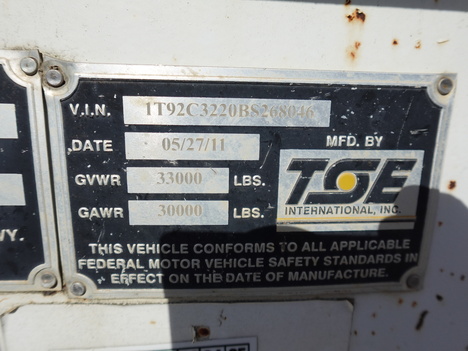 V.I.N. 1T92C3220BS268046
DATE 05/27/11
MFD. BY
GVWR 33000 LBS.
TSE
INTERNATIONAL, INC.
GAWR 30000 LBS.
THIS VEHICLE CONFORMS TO ALL APPLICABLE
FEDERAL MOTOR VEHICLE SAFETY STANDARDS IN
EFFECT ON THE DATE OF MANUFACTURE.
VY.